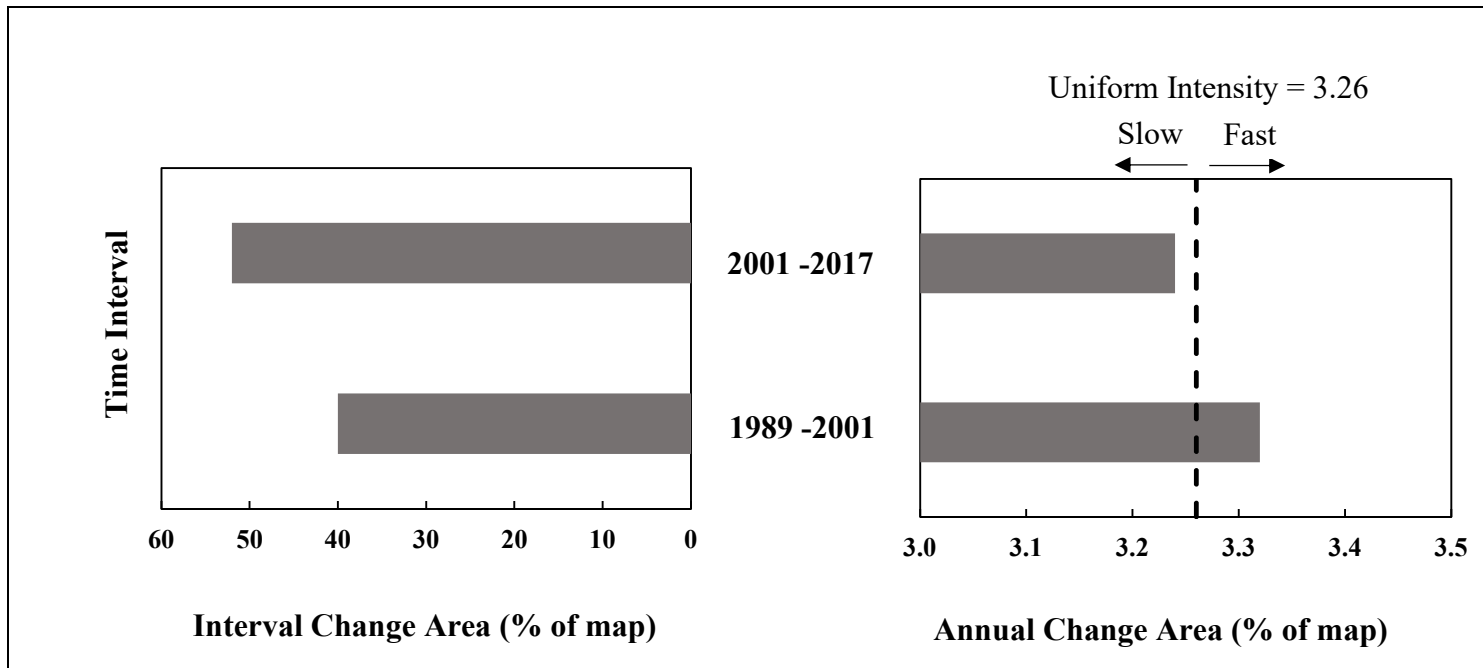 Uniform Intensity = 3.26
Slow Fast
Time Interval
2001 -2017
1989 -2001
60 50 40 30 20 10 0
3.0 3.1 3.2 3.3 3.4 3.5
Interval Change Area (% of map)
Annual Change Area (% of map)